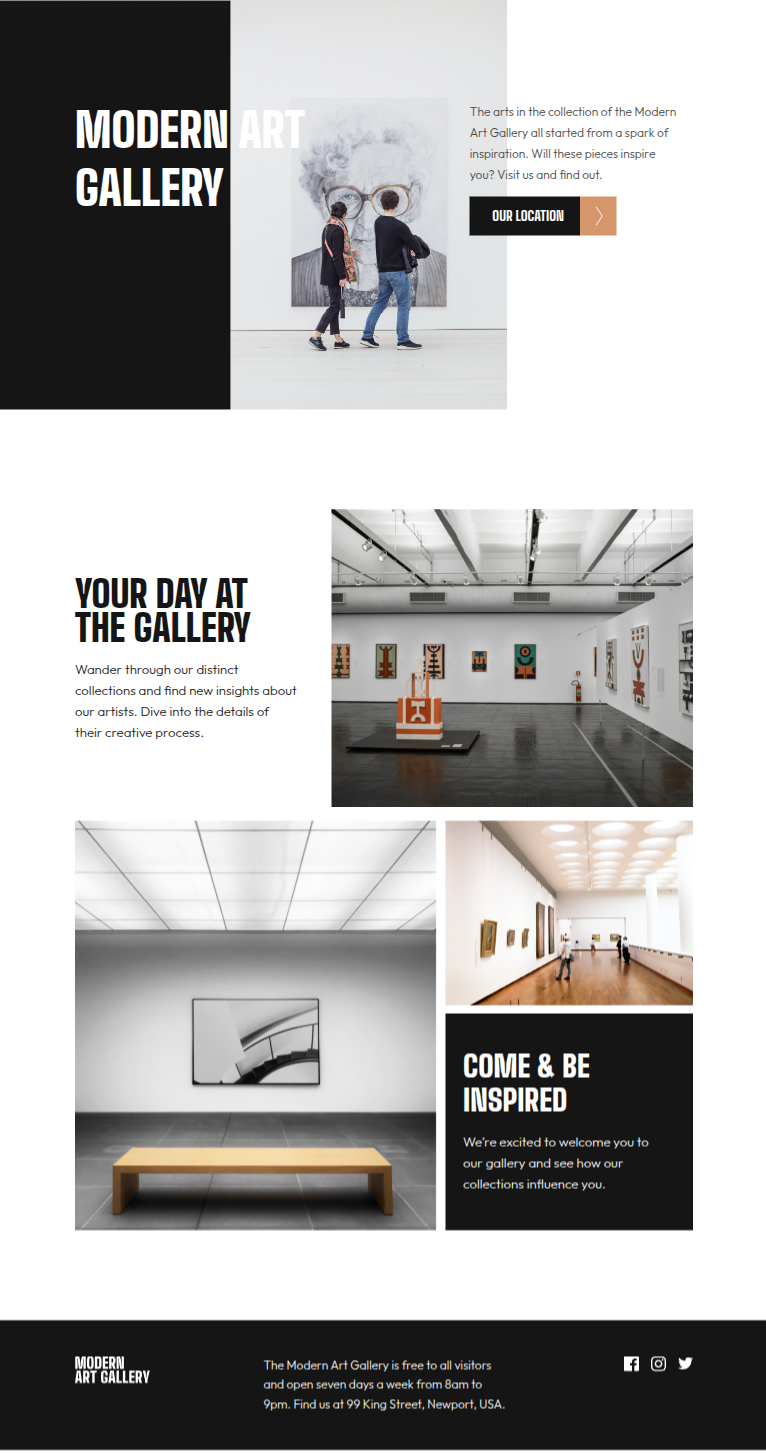 MODERN ART
GALLERY
The arts in the collection of the Modern
Art Gallery all started from a spark of
inspiration. Will these pieces inspire
you? Visit us and find out.
OUR LOCATION
YOUR DAY AT
THE GALLERY
Wander through our distinct
collections and find new insights about
our artists. Dive into the details of
their creative process.
COME & BE
INSPIRED
We're excited to welcome you to
our gallery and see how our
collections influence you.
MODERN
ART GALLERY
The Modern Art Gallery is free to all visitors
and open seven days a week from 8am to
9pm. Find us at 99 King Street, Newport, USA.